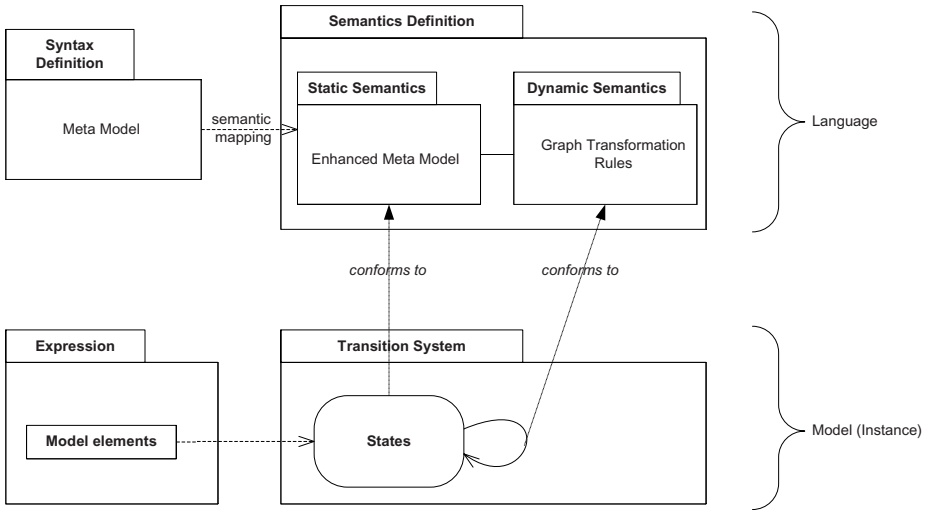 Semantics Definition
Syntax
Definition
Static Semantics
Dynamic Semantics
Meta Model
semantic
mapping
Enhanced Meta Model
Graph Transformation
Rules
Language
conforms to
conforms to
Expression
Transition System
Model elements
States
Model (Instance)